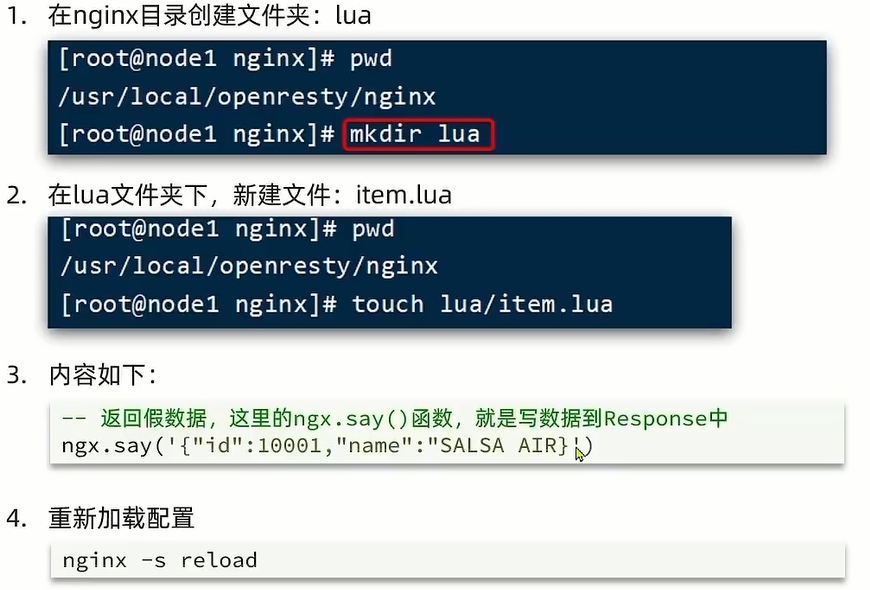 1. 在nginx目录创建文件夹：lua
[root@node1 nginx]# pwd
/usr/local/openresty/nginx
[root@node1 nginx]# mkdir lua
2. 在lua文件夹下，新建文件：item.lua
[root@node1 nginx]# pwd
/usr/local/openresty/nginx
[root@node1 nginx]# touch lua/item.lua
3. 内容如下：
-- 返回假数据，这里的ngx.say()函数，就是写数据到Response中
ngx.say('{"id":10001,"name":"SALSA AIR}')
4. 重新加载配置
nginx -s reload